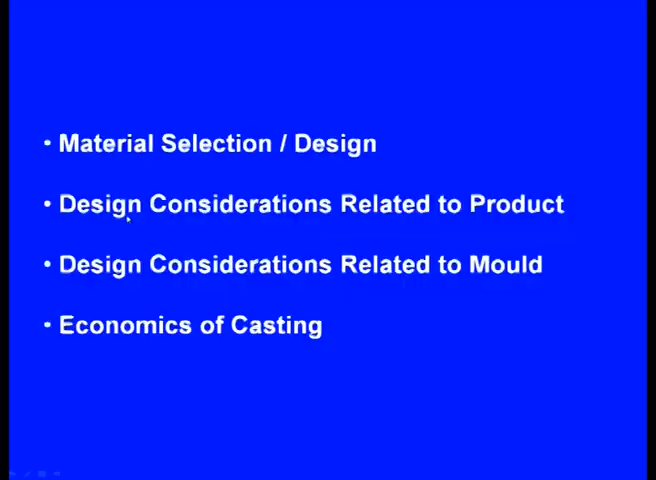 • Material Selection / Design
• Design Considerations Related to Product
• Design Considerations Related to Mould
• Economics of Casting